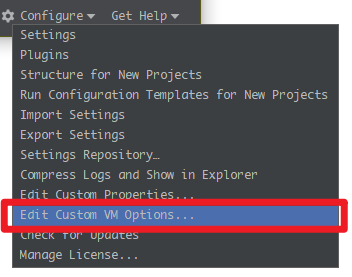 Configure Get Help
Settings
Plugins
Structure for New Projects
Run Configuration Templates for New Projects
Import Settings
Export Settings
Settings Repository…
Compress Logs and Show in Explorer
Edit Custom Properties...
Edit Custom VM Options...
Check for Updates
Manage License...